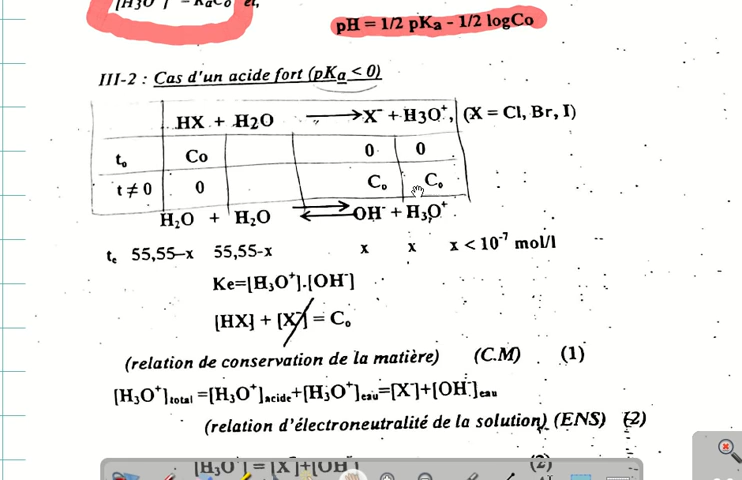 [H3O⁺] = KaCo et,
pH = 1/2 pKa - 1/2 logCo
III-2 : Cas d'un acide fort (pKa < 0)
HX + H2O → X⁻ + H3O⁺, (X = Cl, Br, I)
t₀ Co 0 0
t ≠ 0 0 C₀ C₀
H₂O + H₂O ⇌ OH⁻ + H₃O⁺
tₑ 55,55-x 55,55-x x x x < 10⁻⁷ mol/l
Ke=[H₃O⁺].[OH⁻]
[HX] + [X⁻] = C₀
(relation de conservation de la matière) (C.M) (1)
[H₃O⁺]total =[H₃O⁺]acide+[H₃O⁺]eau=[X⁻]+[OH⁻]eau
(relation d'électroneutralité de la solution) (ENS) (2)
[H₃O⁺] = [X⁻]+[OH⁻] (2)